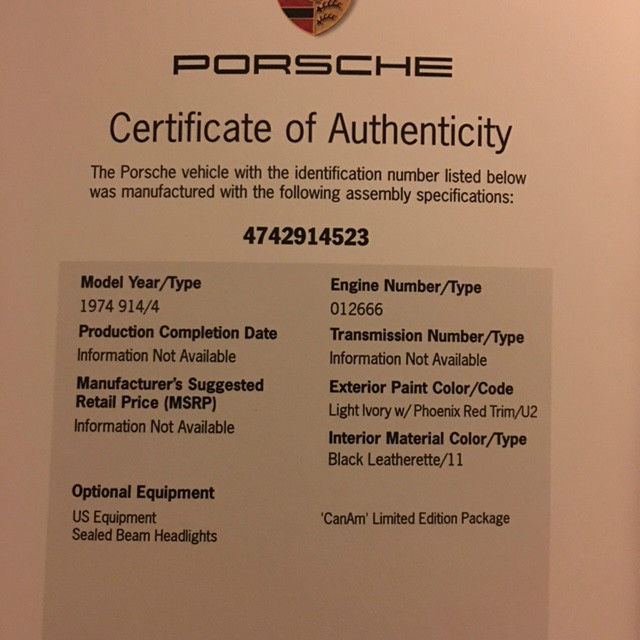 PORSCHE
Certificate of Authenticity
The Porsche vehicle with the identification number listed below
was manufactured with the following assembly specifications:
4742914523
Model Year/Type
1974 914/4
Production Completion Date
Information Not Available
Manufacturer's Suggested
Retail Price (MSRP)
Information Not Available
Engine Number/Type
012666
Transmission Number/Type
Information Not Available
Exterior Paint Color/Code
Light Ivory w/ Phoenix Red Trim/U2
Interior Material Color/Type
Black Leatherette/11
Optional Equipment
US Equipment
Sealed Beam Headlights
'CanAm' Limited Edition Package